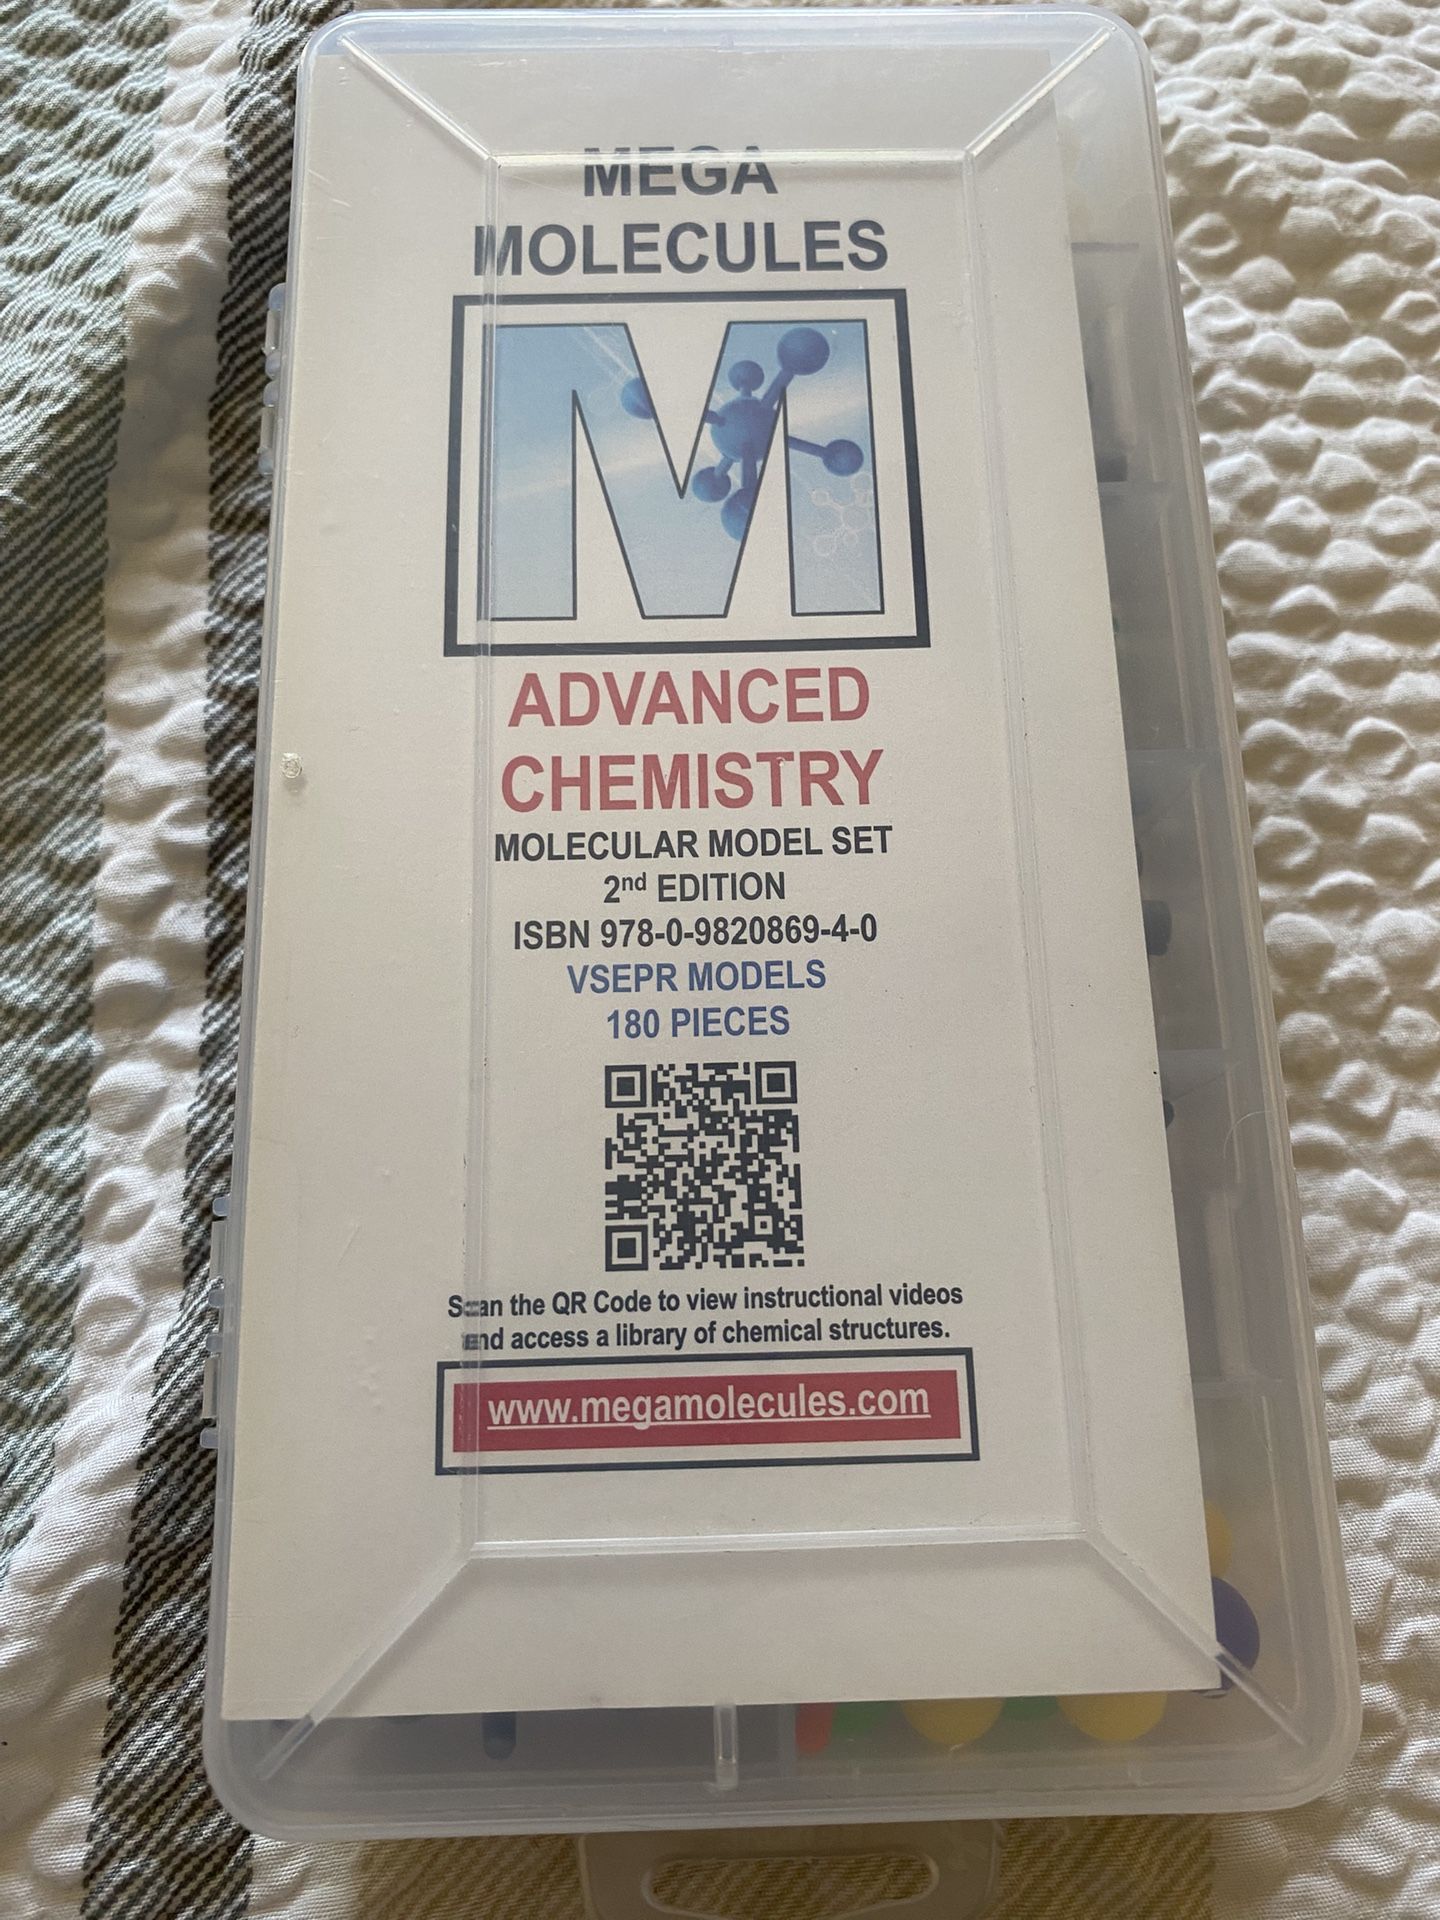 MEGA
MOLECULES
M
ADVANCED
CHEMISTRY
MOLECULAR MODEL SET
2nd EDITION
ISBN 978-0-9820869-4-0
VSEPR MODELS
180 PIECES
Scan the QR Code to view instructional videos
and access a library of chemical structures.
www.megamolecules.com